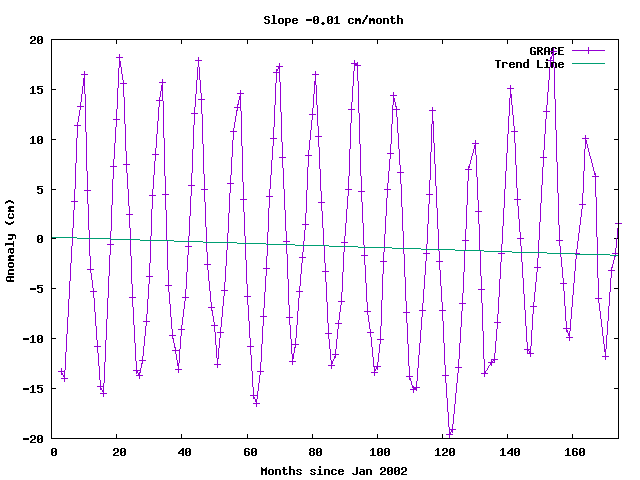 Slope -0.01 cm/month
GRACE
Trend Line
20
15
10
5
0
-5
-10
-15
-20
Anomaly (cm)
0 20 40 60 80 100 120 140 160
Months since Jan 2002